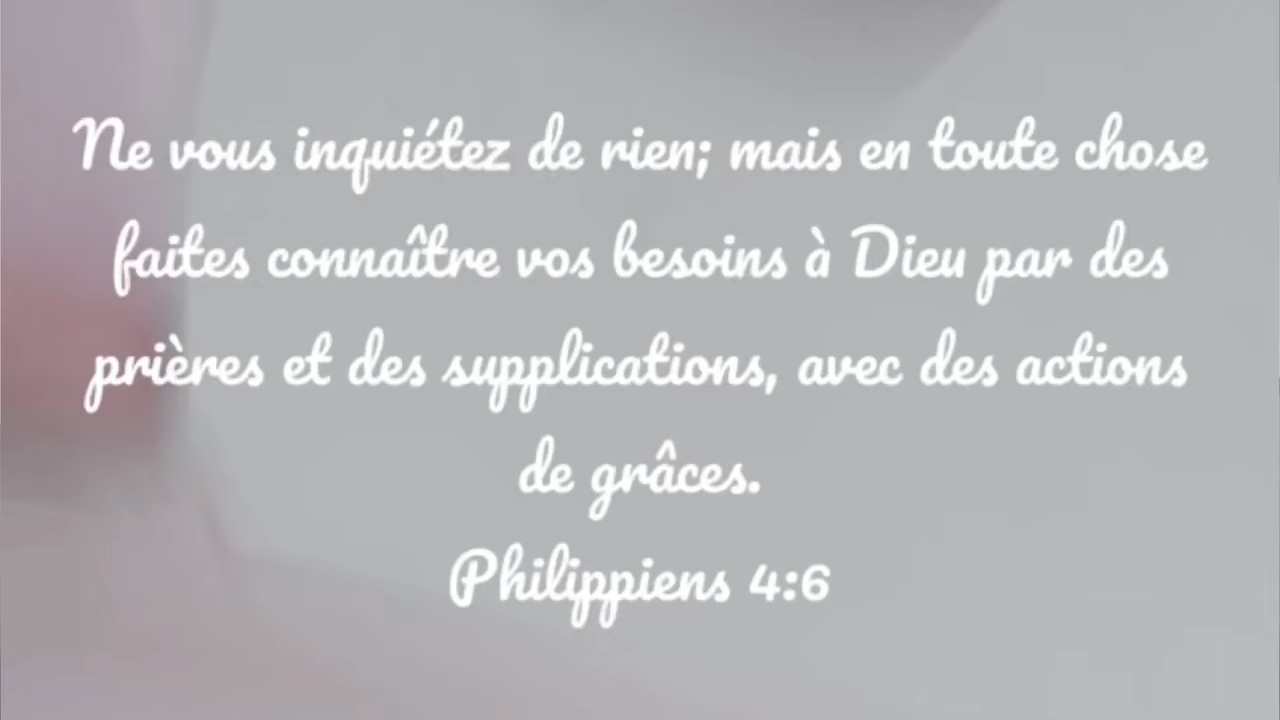 Ne vous inquiétez de rien; mais en toute chose
faites connaître vos besoins à Dieu par des
prières et des supplications, avec des actions
de grâces.
Philippiens 4:6